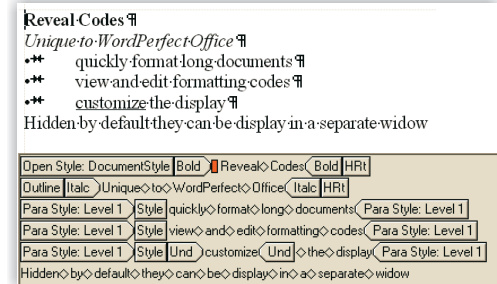 Reveal·Codes¶
Unique·to·WordPerfect·Office¶
• quickly·format·long·documents¶
• view·and·edit·formatting·codes¶
• customize·the·display¶
Hidden·by·default·they·can·be·display·in·a·separate·widow
Open Style: DocumentStyle Bold Reveal◇Codes Bold HRt
Outline Italc Unique◇to◇WordPerfect◇Office Italc HRt
Para Style: Level 1 Style quickly◇format◇long◇documents Para Style: Level 1
Para Style: Level 1 Style view◇and◇edit◇formatting◇codes Para Style: Level 1
Para Style: Level 1 Style Und customize Und ◇the◇display Para Style: Level 1
Hidden◇by◇default◇they◇can◇be◇display◇in◇a◇separate◇widow